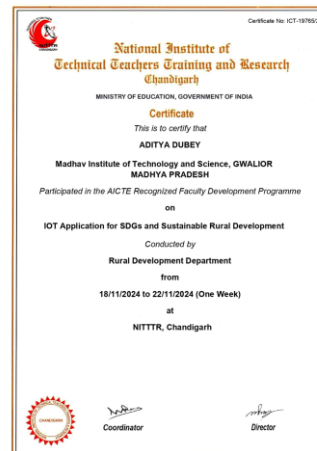 Certificate No: ICT-19765/
National Institute of
Technical Teachers Training and Research
Chandigarh
MINISTRY OF EDUCATION, GOVERNMENT OF INDIA
Certificate
This is to certify that
ADITYA DUBEY
Madhav Institute of Technology and Science, GWALIOR
MADHYA PRADESH
Participated in the AICTE Recognized Faculty Development Programme
on
IOT Application for SDGs and Sustainable Rural Development
Conducted by
Rural Development Department
from
18/11/2024 to 22/11/2024 (One Week)
at
NITTTR, Chandigarh
Coordinator
Director